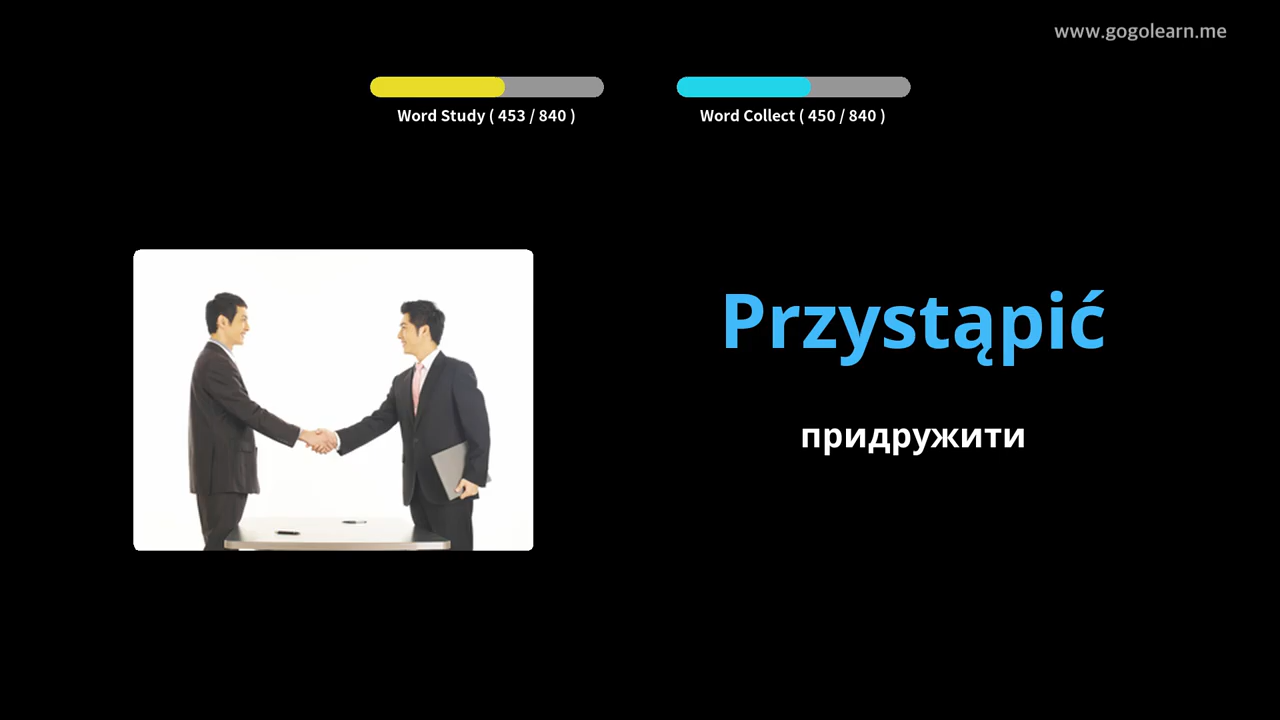 www.gogolearn.me
Word Study ( 453 / 840 )
Word Collect ( 450 / 840 )
Przystąpić
придружити